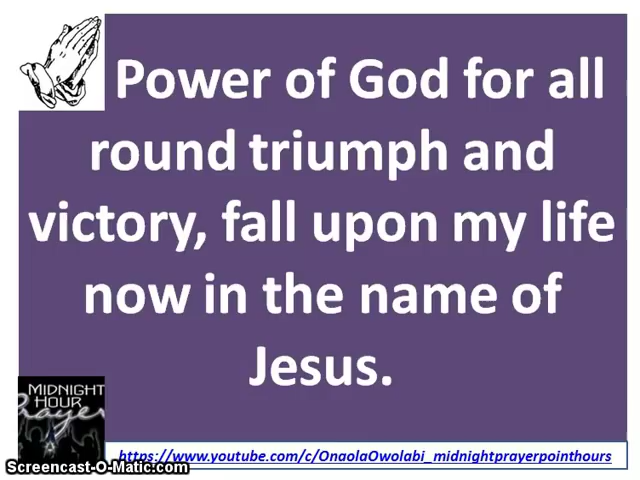 Power of God for all
round triumph and
victory, fall upon my life
now in the name of
Jesus.
MIDNIGHT
HOUR
Prayer
https://www.youtube.com/c/OnaolaOwolabi_midnightprayerpointhours
Screencast-O-Matic.com